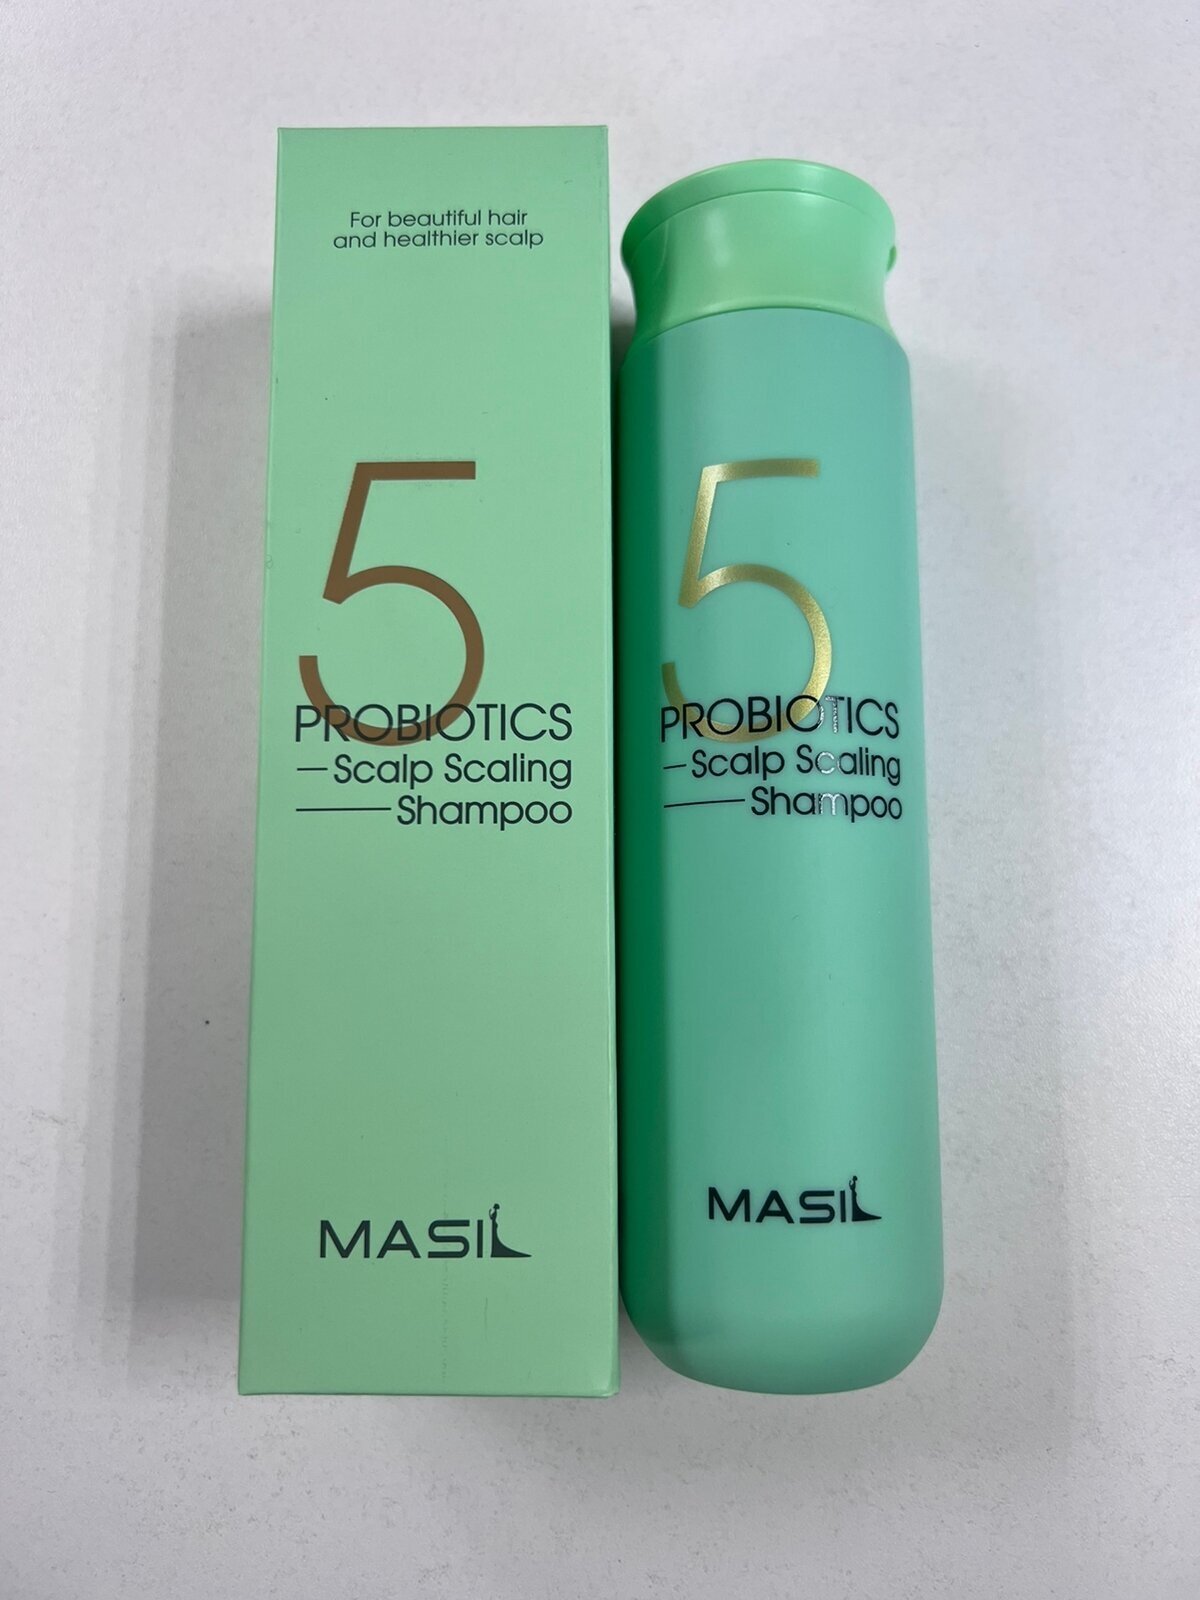 For beautiful hair
and healthier scalp
5
PROBIOTICS
Scalp Scaling
Shampoo
MASIL
5
PROBIOTICS
Scalp Scaling
Shampoo
MASIL